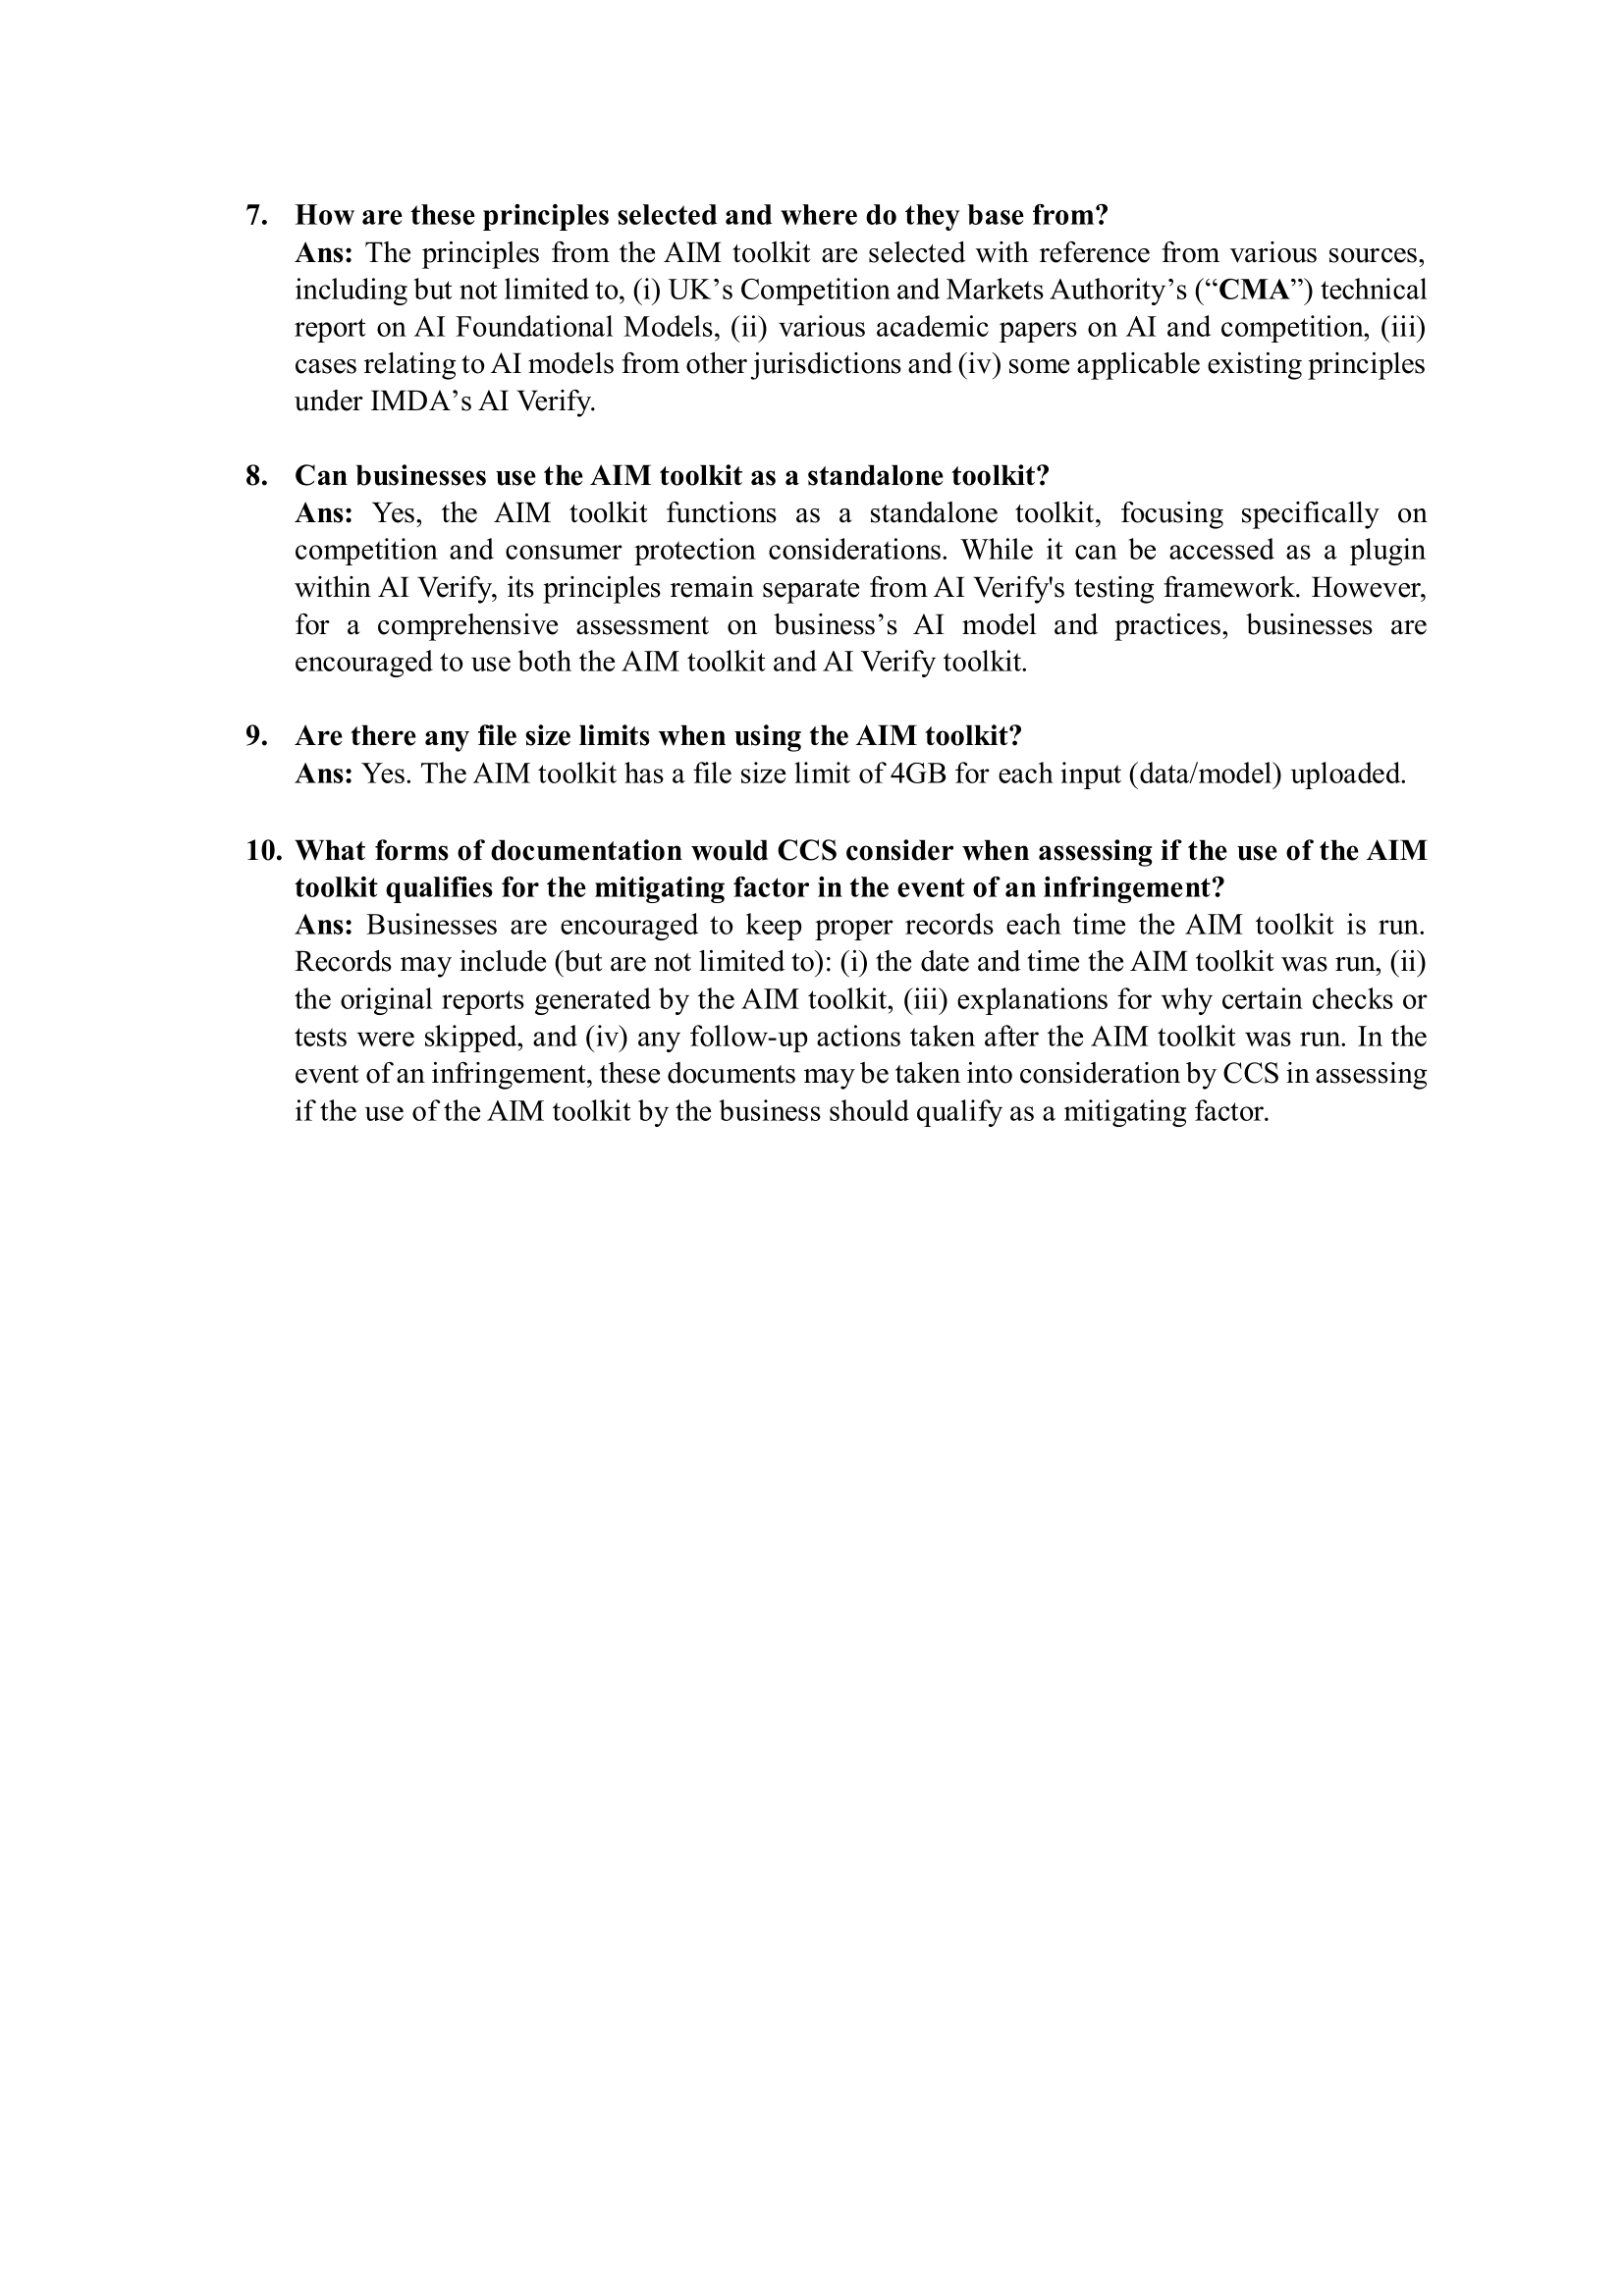 7. How are these principles selected and where do they base from?
Ans: The principles from the AIM toolkit are selected with reference from various sources,
including but not limited to, (i) UK’s Competition and Markets Authority’s (“CMA”) technical
report on AI Foundational Models, (ii) various academic papers on AI and competition, (iii)
cases relating to AI models from other jurisdictions and (iv) some applicable existing principles
under IMDA’s AI Verify.
8. Can businesses use the AIM toolkit as a standalone toolkit?
Ans: Yes, the AIM toolkit functions as a standalone toolkit, focusing specifically on
competition and consumer protection considerations. While it can be accessed as a plugin
within AI Verify, its principles remain separate from AI Verify's testing framework. However,
for a comprehensive assessment on business’s AI model and practices, businesses are
encouraged to use both the AIM toolkit and AI Verify toolkit.
9. Are there any file size limits when using the AIM toolkit?
Ans: Yes. The AIM toolkit has a file size limit of 4GB for each input (data/model) uploaded.
10. What forms of documentation would CCS consider when assessing if the use of the AIM
toolkit qualifies for the mitigating factor in the event of an infringement?
Ans: Businesses are encouraged to keep proper records each time the AIM toolkit is run.
Records may include (but are not limited to): (i) the date and time the AIM toolkit was run, (ii)
the original reports generated by the AIM toolkit, (iii) explanations for why certain checks or
tests were skipped, and (iv) any follow-up actions taken after the AIM toolkit was run. In the
event of an infringement, these documents may be taken into consideration by CCS in assessing
if the use of the AIM toolkit by the business should qualify as a mitigating factor.